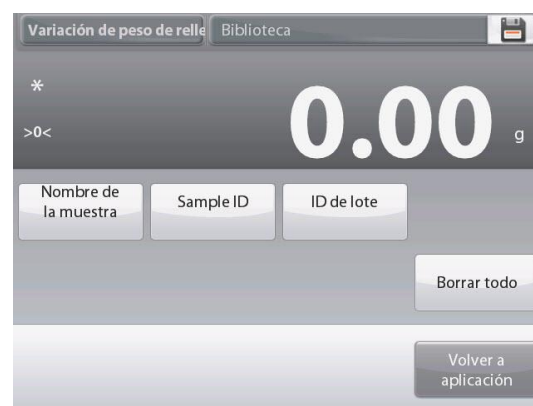 Variación de peso de relle Biblioteca
*
>0<
0.00 g
Nombre de
la muestra
Sample ID
ID de lote
Borrar todo
Volver a
aplicación